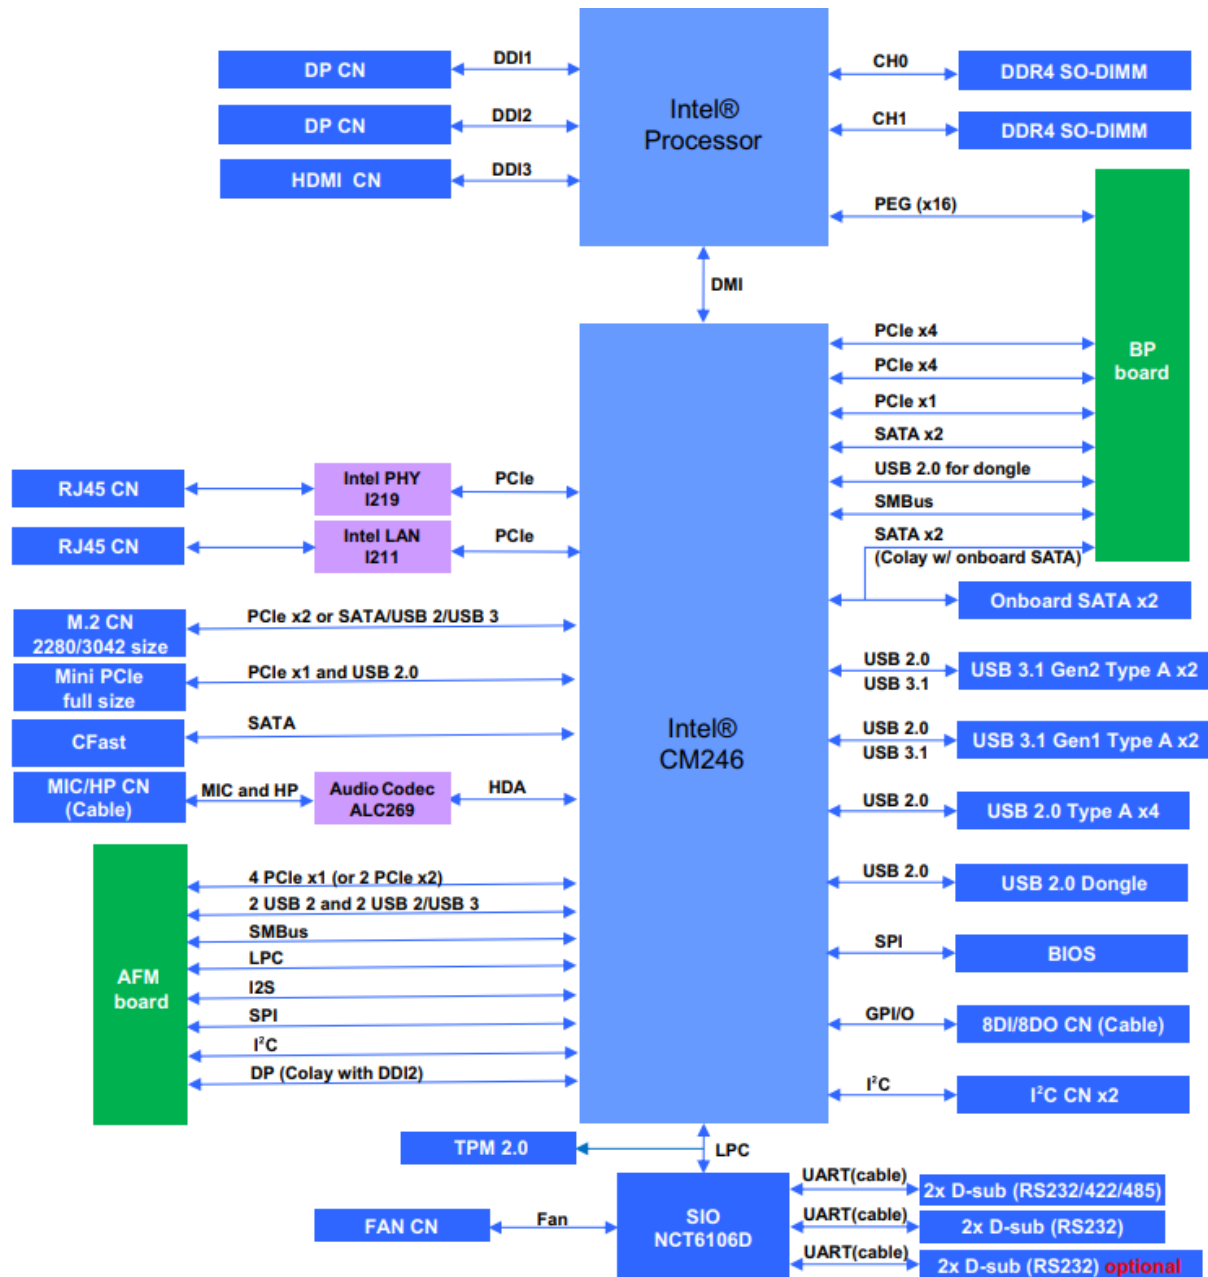 DP CN
DDI1
DP CN
DDI2
HDMI CN
DDI3
Intel®
Processor
CH0
DDR4 SO-DIMM
CH1
DDR4 SO-DIMM
PEG (x16)
DMI
BP
board
PCIe x4
PCIe x4
PCIe x1
SATA x2
USB 2.0 for dongle
SMBus
SATA x2
(Colay w/ onboard SATA)
Onboard SATA x2
RJ45 CN
Intel PHY
I219
PCIe
RJ45 CN
Intel LAN
I211
PCIe
M.2 CN
2280/3042 size
PCIe x2 or SATA/USB 2/USB 3
Mini PCIe
full size
PCIe x1 and USB 2.0
CFast
SATA
MIC/HP CN
(Cable)
MIC and HP
Audio Codec
ALC269
HDA
Intel®
CM246
USB 2.0
USB 3.1
USB 3.1 Gen2 Type A x2
USB 2.0
USB 3.1
USB 3.1 Gen1 Type A x2
USB 2.0
USB 2.0 Type A x4
USB 2.0
USB 2.0 Dongle
SPI
BIOS
GPI/O
8DI/8DO CN (Cable)
I²C
I²C CN x2
AFM
board
4 PCIe x1 (or 2 PCIe x2)
2 USB 2 and 2 USB 2/USB 3
SMBus
LPC
I2S
SPI
I²C
DP (Colay with DDI2)
TPM 2.0
LPC
FAN CN
Fan
SIO
NCT6106D
UART(cable)
2x D-sub (RS232/422/485)
UART(cable)
2x D-sub (RS232)
UART(cable)
2x D-sub (RS232) optional